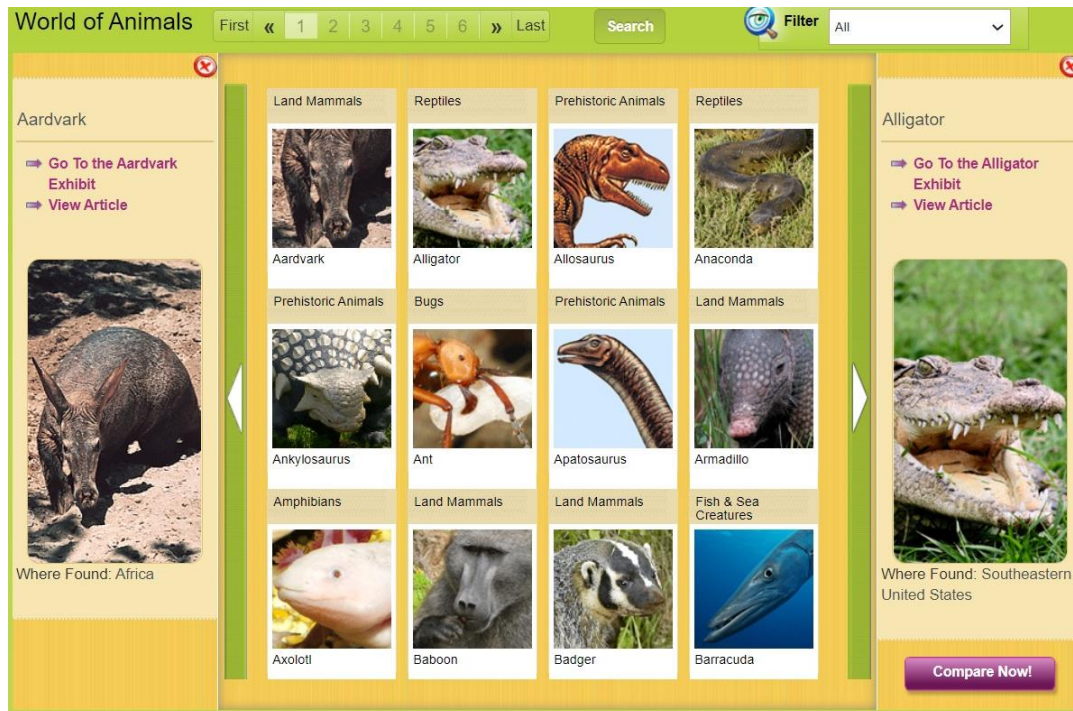 World of Animals
First « 1 2 3 4 5 6 » Last
Search
Filter
All
Aardvark
Go To the Aardvark
Exhibit
View Article
Where Found: Africa
Land Mammals
Reptiles
Prehistoric Animals
Reptiles
Aardvark
Alligator
Allosaurus
Anaconda
Prehistoric Animals
Bugs
Prehistoric Animals
Land Mammals
Ankylosaurus
Ant
Apatosaurus
Armadillo
Amphibians
Land Mammals
Land Mammals
Fish & Sea
Creatures
Axolotl
Baboon
Badger
Barracuda
Alligator
Go To the Alligator
Exhibit
View Article
Where Found: Southeastern
United States
Compare Now!